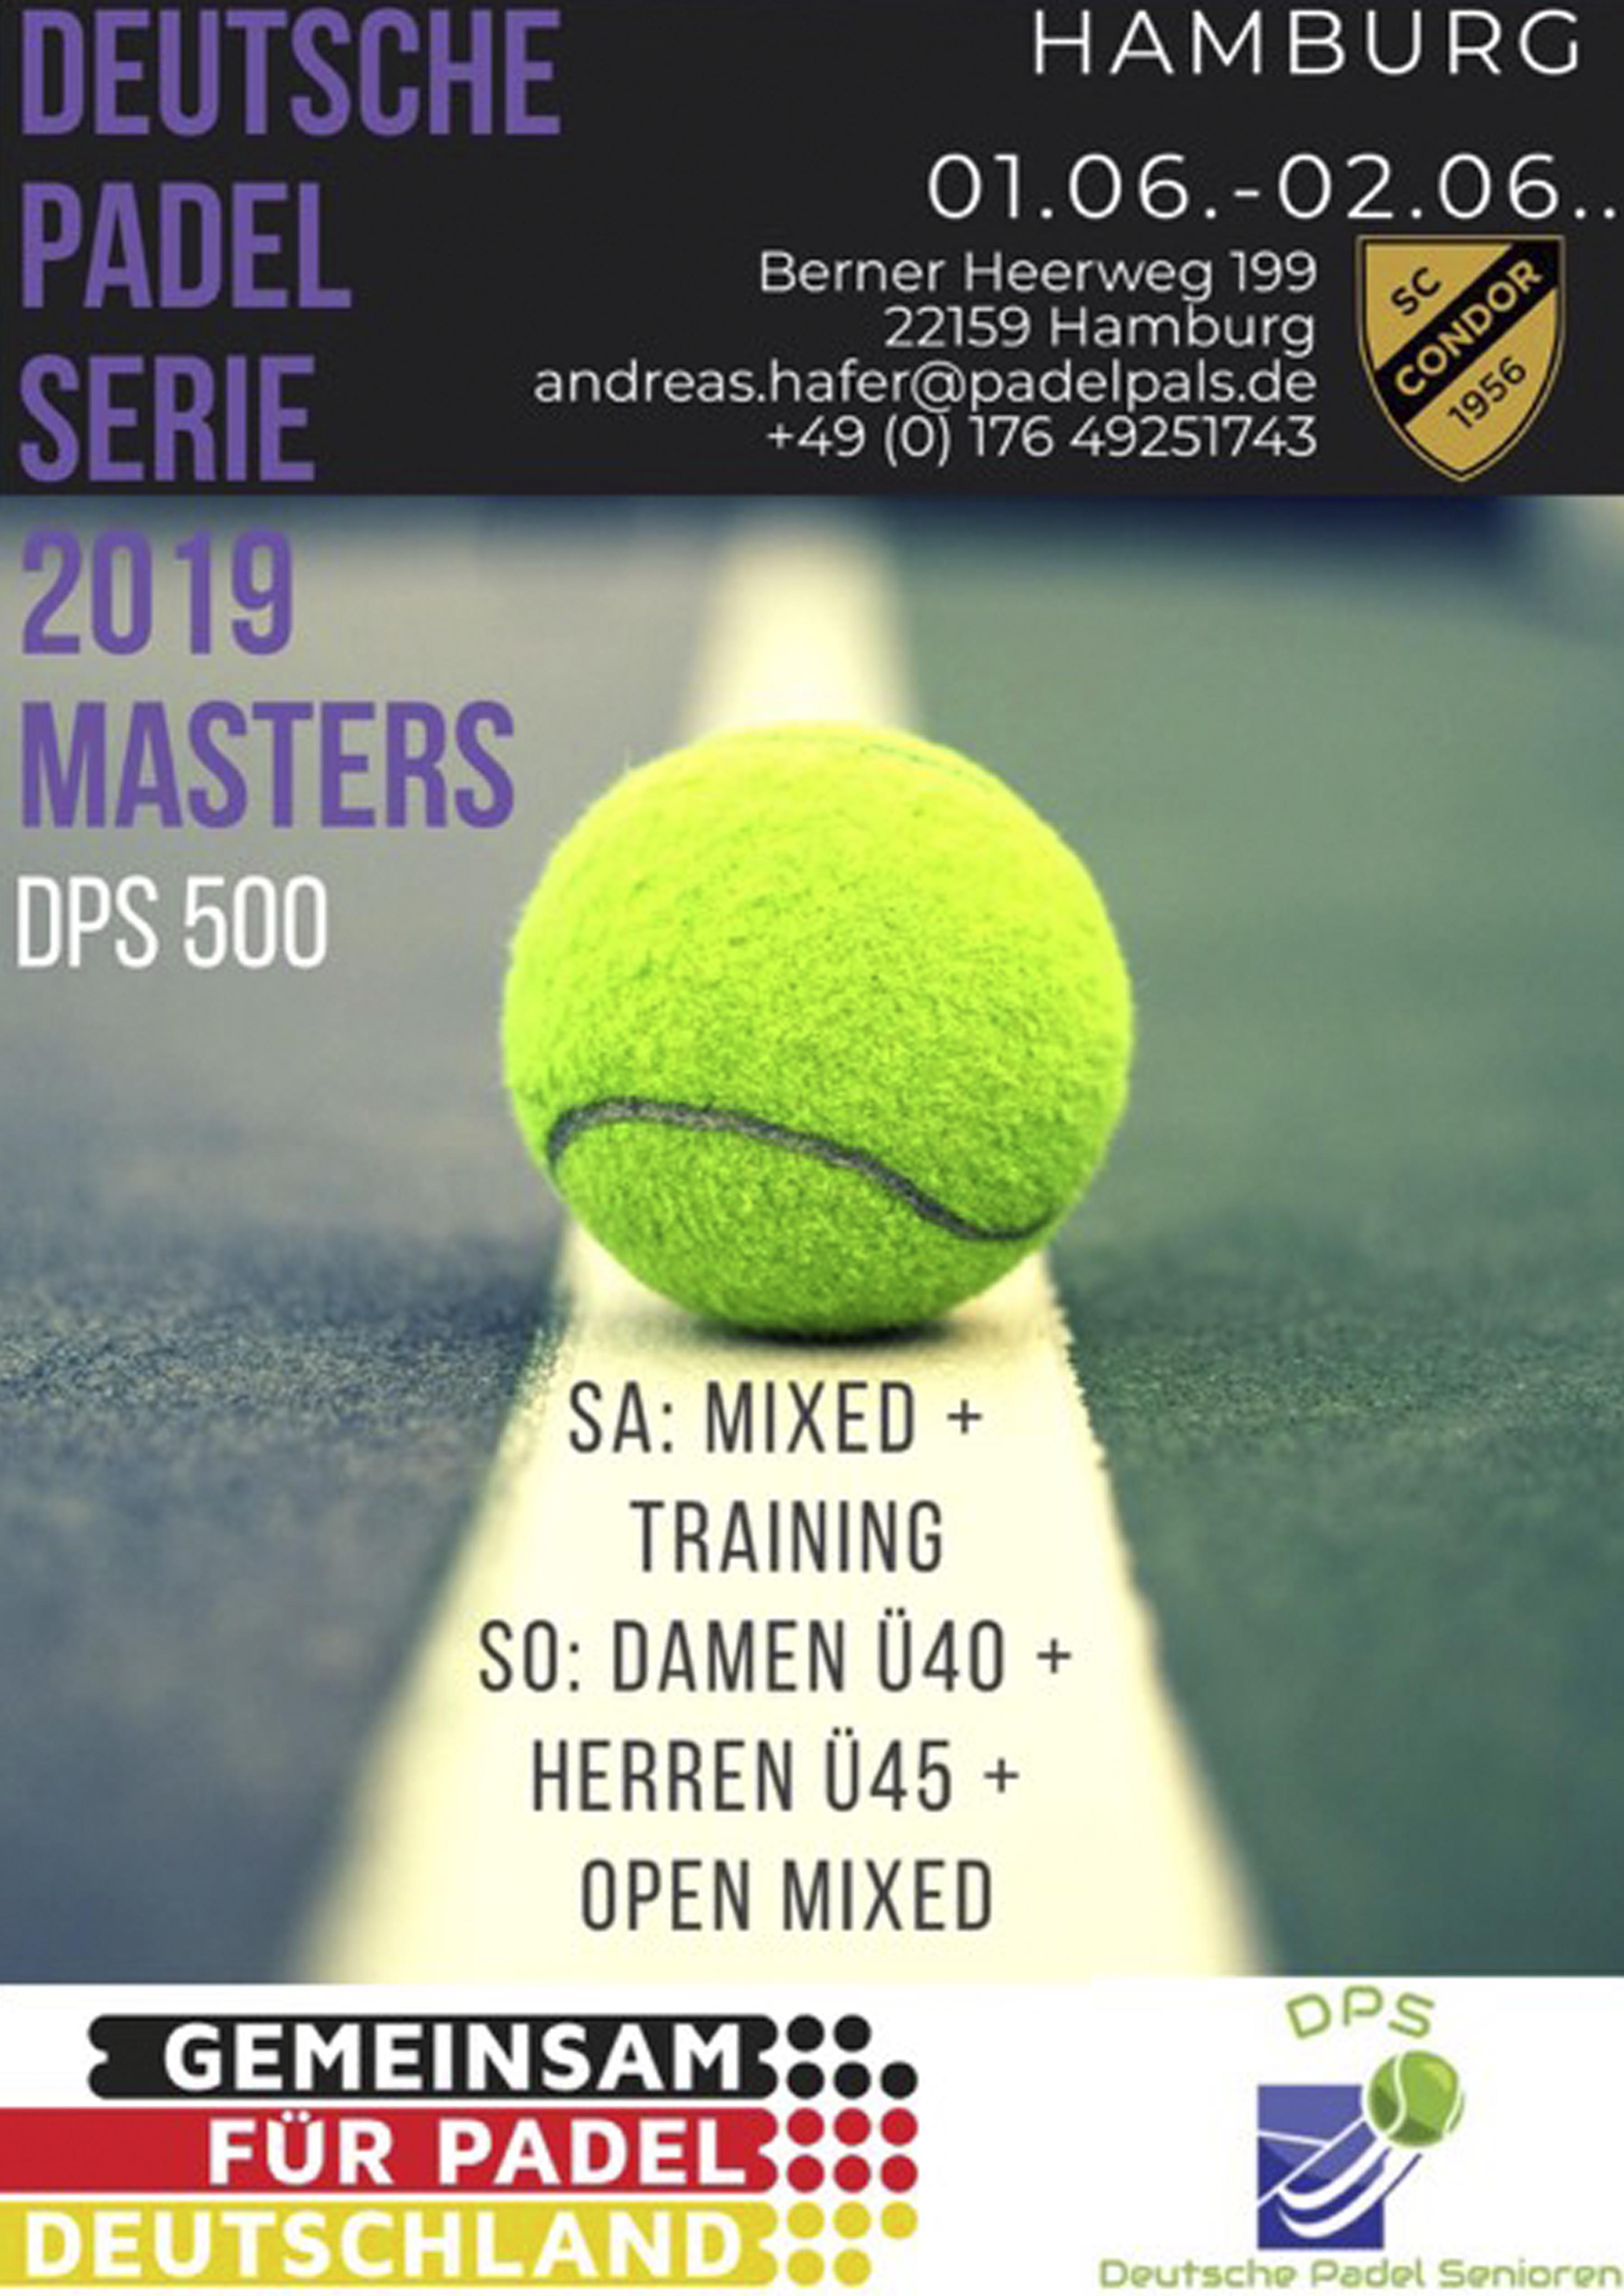 DEUTSCHE
PADEL
SERIE
2019
MASTERS
DPS 500
HAMBURG
01.06.-02.06..
Berner Heerweg 199
22159 Hamburg
andreas.hafer@padelpals.de
+49 (0) 176 49251743
SC
CONDOR
1956
SA: MIXED +
TRAINING
SO: DAMEN Ü40 +
HERREN Ü45 +
OPEN MIXED
GEMEINSAM
FÜR PADEL
DEUTSCHLAND
DPS
Deutsche Padel Senioren